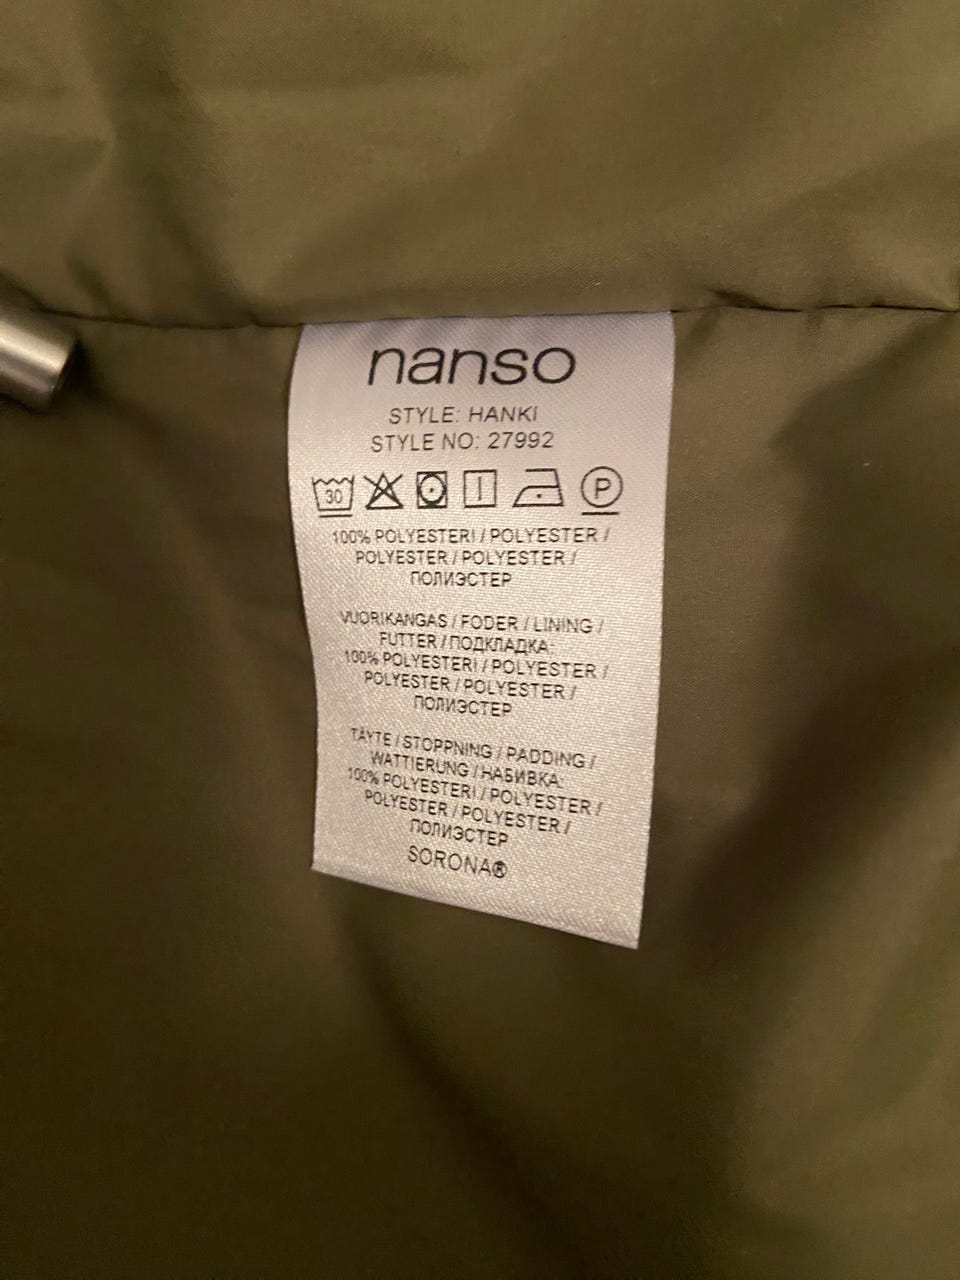 nanso
STYLE: HANKI
STYLE NO: 27992
30 P
100% POLYESTERI / POLYESTER /
POLYESTER / POLYESTER /
ПОЛИЭСТЕР
VUORIKANGAS / FODER / LINING /
FUTTER / ПОДКЛАДКА:
100% POLYESTERI / POLYESTER /
POLYESTER / POLYESTER /
ПОЛИЭСТЕР
TÄYTE / STOPPNING / PADDING /
WATTIERUNG / НАБИВКА:
100% POLYESTERI / POLYESTER /
POLYESTER / POLYESTER /
ПОЛИЭСТЕР
SORONA®